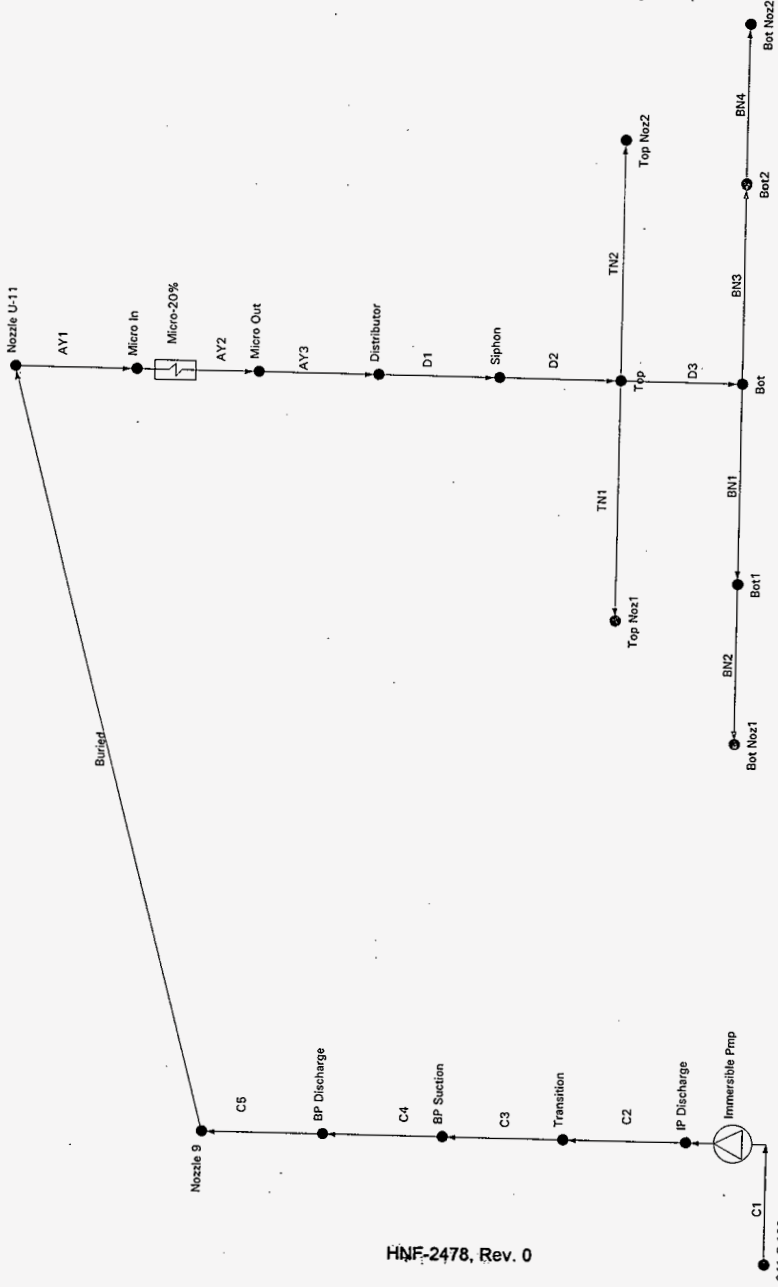 Nozzle U-11
AY1
Micro In
Micro-20%
AY2
Micro Out
AY3
Distributor
D1
Siphon
D2
Top
TN1
Top Noz1
TN2
Top Noz2
D3
Bot
BN1
Bot1
BN2
Bot Noz1
BN3
Bot2
BN4
Bot Noz2
Buried
Nozzle 9
C5
BP Discharge
C4
BP Suction
C3
Transition
C2
IP Discharge
Immersible Pmp
C1
HNF-2478, Rev. 0